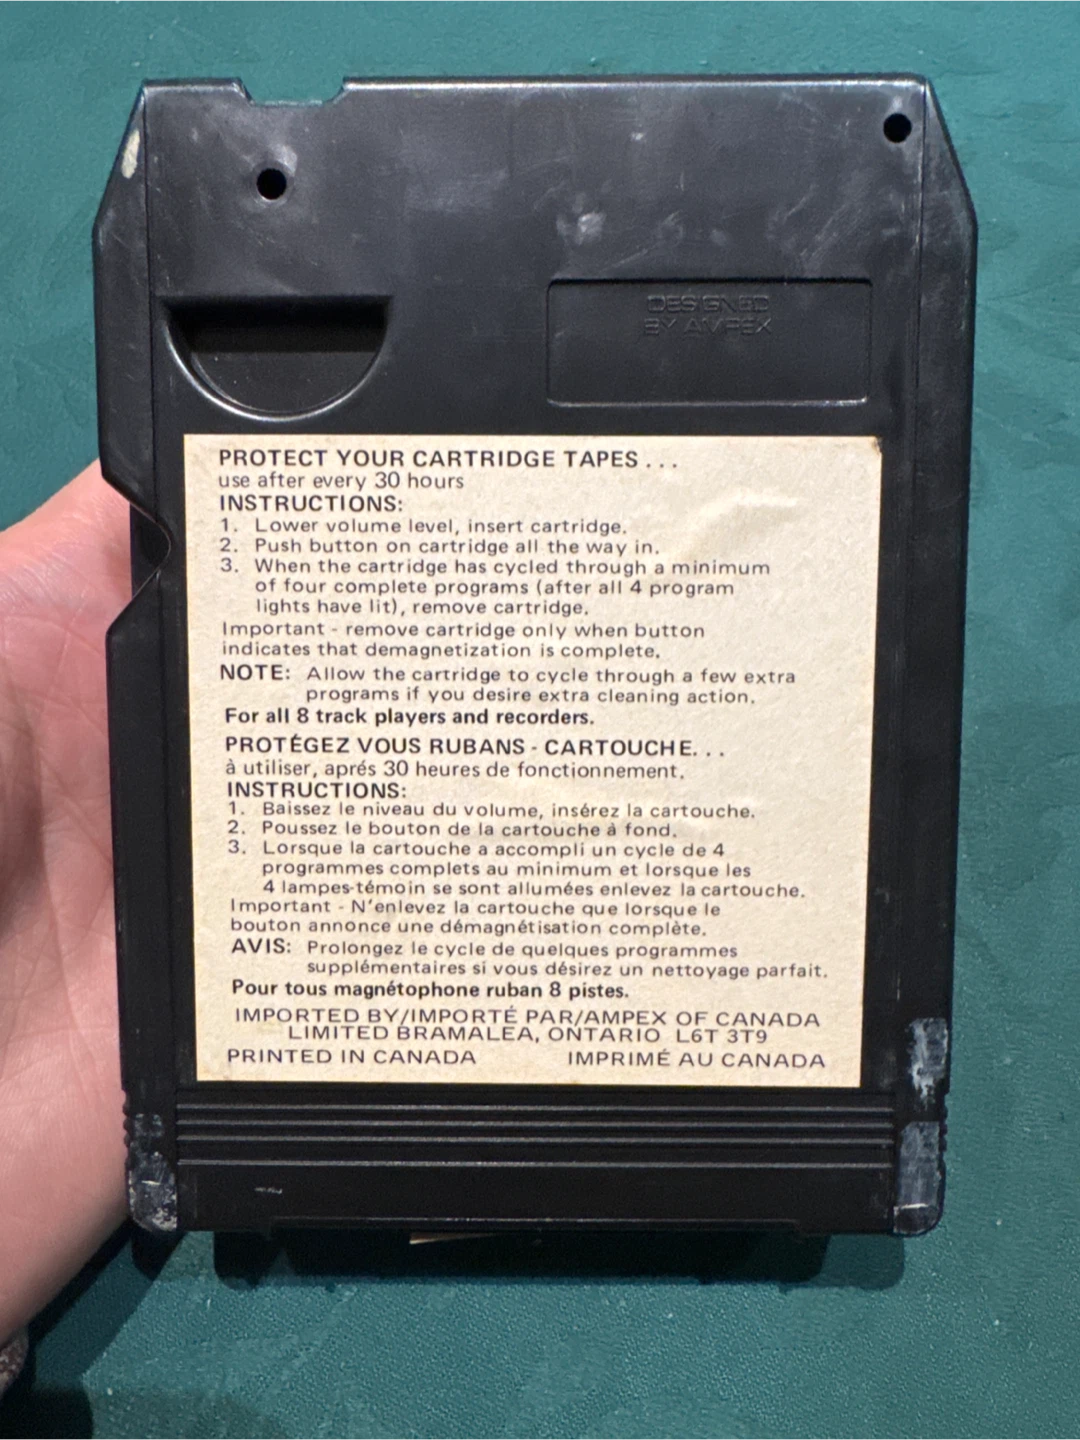 DESIGNED
BY AMPEX
PROTECT YOUR CARTRIDGE TAPES . . .
use after every 30 hours
INSTRUCTIONS:
1. Lower volume level, insert cartridge.
2. Push button on cartridge all the way in.
3. When the cartridge has cycled through a minimum
of four complete programs (after all 4 program
lights have lit), remove cartridge.
Important - remove cartridge only when button
indicates that demagnetization is complete.
NOTE: Allow the cartridge to cycle through a few extra
programs if you desire extra cleaning action.
For all 8 track players and recorders.
PROTÉGEZ VOUS RUBANS - CARTOUCHE. . .
à utiliser, aprés 30 heures de fonctionnement.
INSTRUCTIONS:
1. Baissez le niveau du volume, insérez la cartouche.
2. Poussez le bouton de la cartouche à fond.
3. Lorsque la cartouche a accompli un cycle de 4
programmes complets au minimum et lorsque les
4 lampes-témoin se sont allumées enlevez la cartouche.
Important - N'enlevez la cartouche que lorsque le
bouton annonce une démagnétisation complète.
AVIS: Prolongez le cycle de quelques programmes
supplémentaires si vous désirez un nettoyage parfait.
Pour tous magnétophone ruban 8 pistes.
IMPORTED BY/IMPORTÉ PAR/AMPEX OF CANADA
LIMITED BRAMALEA, ONTARIO L6T 3T9
PRINTED IN CANADA IMPRIMÉ AU CANADA